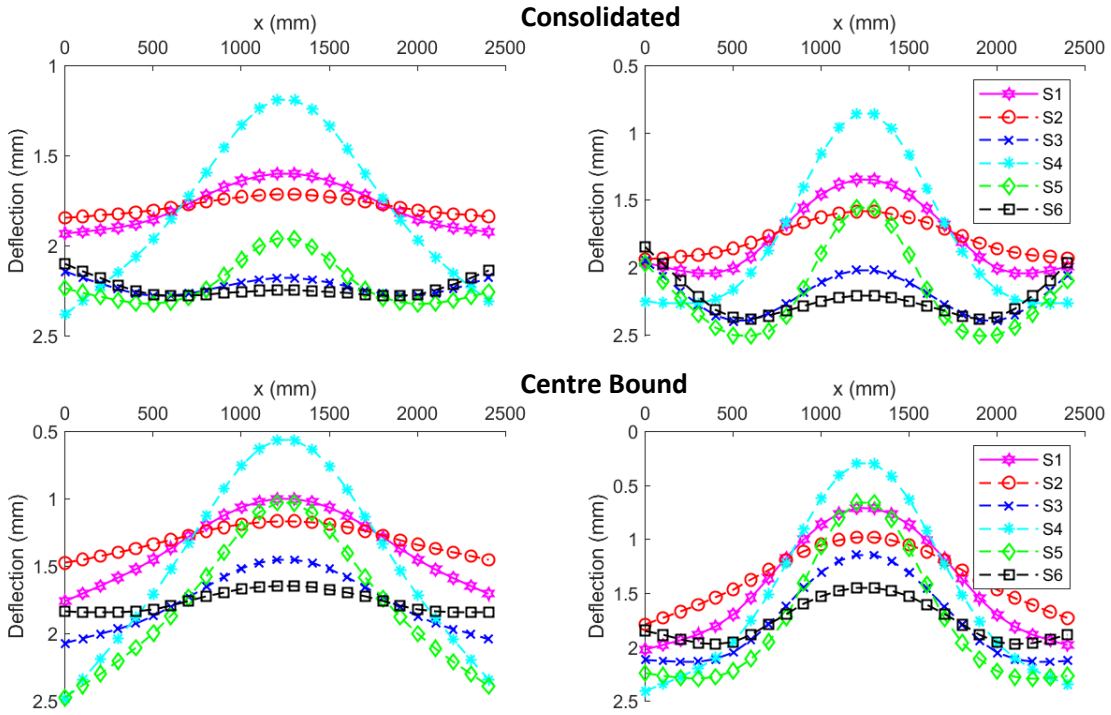 Consolidated
x (mm)
0 500 1000 1500 2000 2500
1
1.5
2
2.5
Deflection (mm)
x (mm)
0 500 1000 1500 2000 2500
0.5
1
1.5
2
2.5
3
Deflection (mm)
S1
S2
S3
S4
S5
S6
Centre Bound
x (mm)
0 500 1000 1500 2000 2500
0.5
1
1.5
2
2.5
Deflection (mm)
x (mm)
0 500 1000 1500 2000 2500
0
0.5
1
1.5
2
2.5
Deflection (mm)
S1
S2
S3
S4
S5
S6